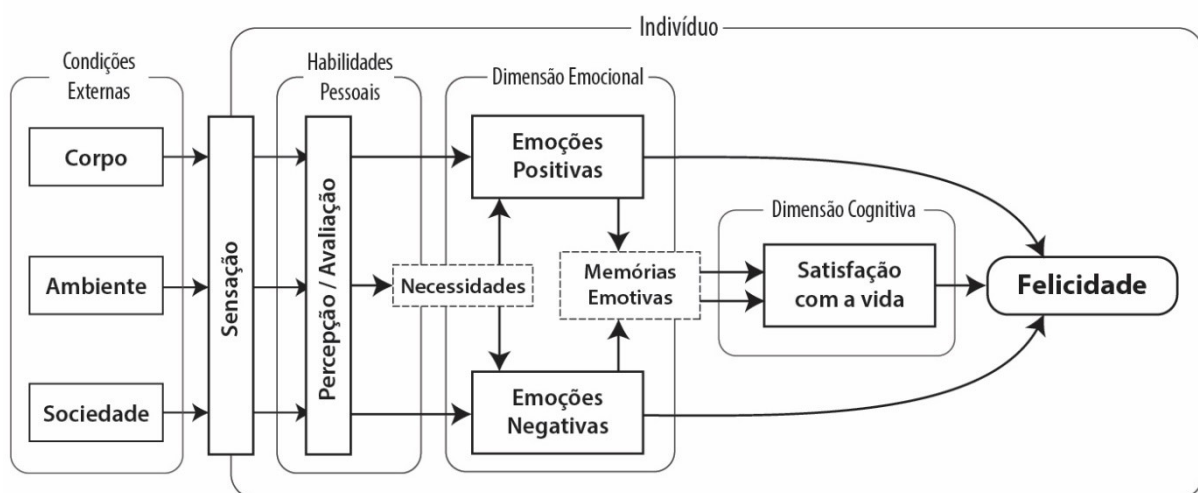 Indivíduo
Condições
Externas
Habilidades
Pessoais
Dimensão Emocional
Corpo
Ambiente
Sociedade
Sensação
Percepção / Avaliação
Necessidades
Emoções
Positivas
Memórias
Emotivas
Emoções
Negativas
Dimensão Cognitiva
Satisfação
com a vida
Felicidade